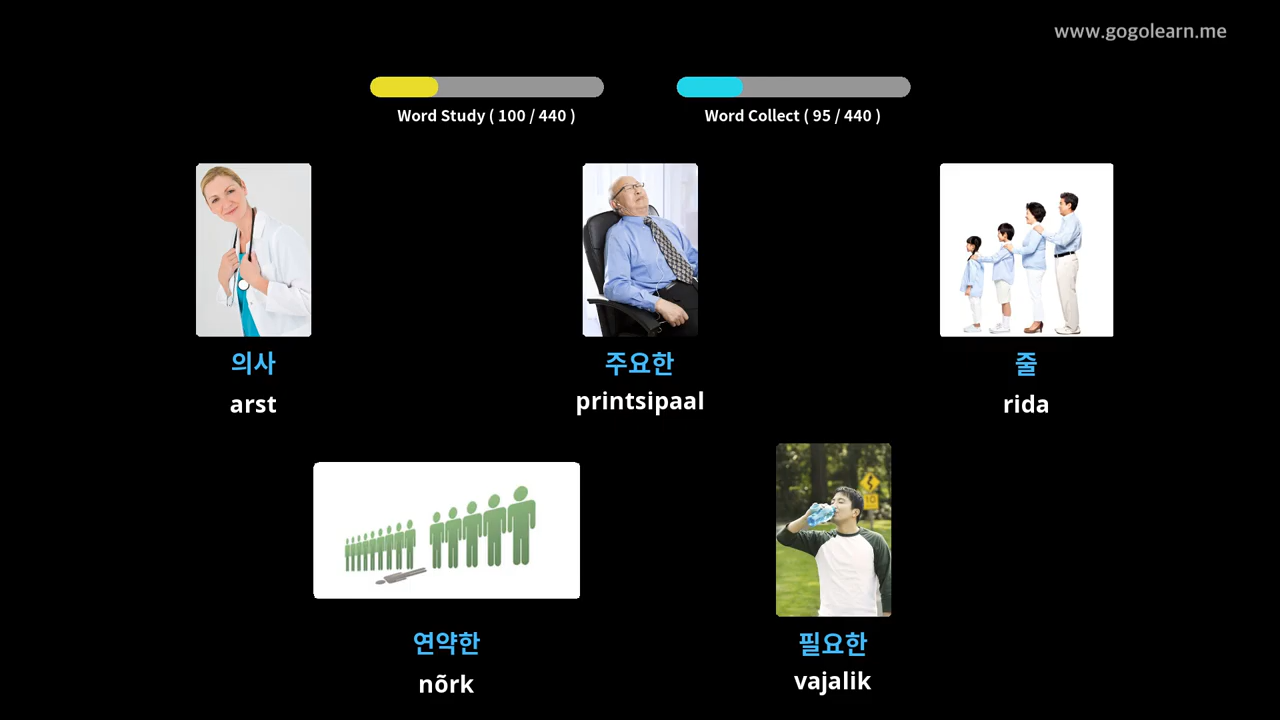 www.gogolearn.me
Word Study ( 100 / 440 )
Word Collect ( 95 / 440 )
의사
arst
주요한
printsipaal
줄
rida
10
연약한
nõrk
필요한
vajalik